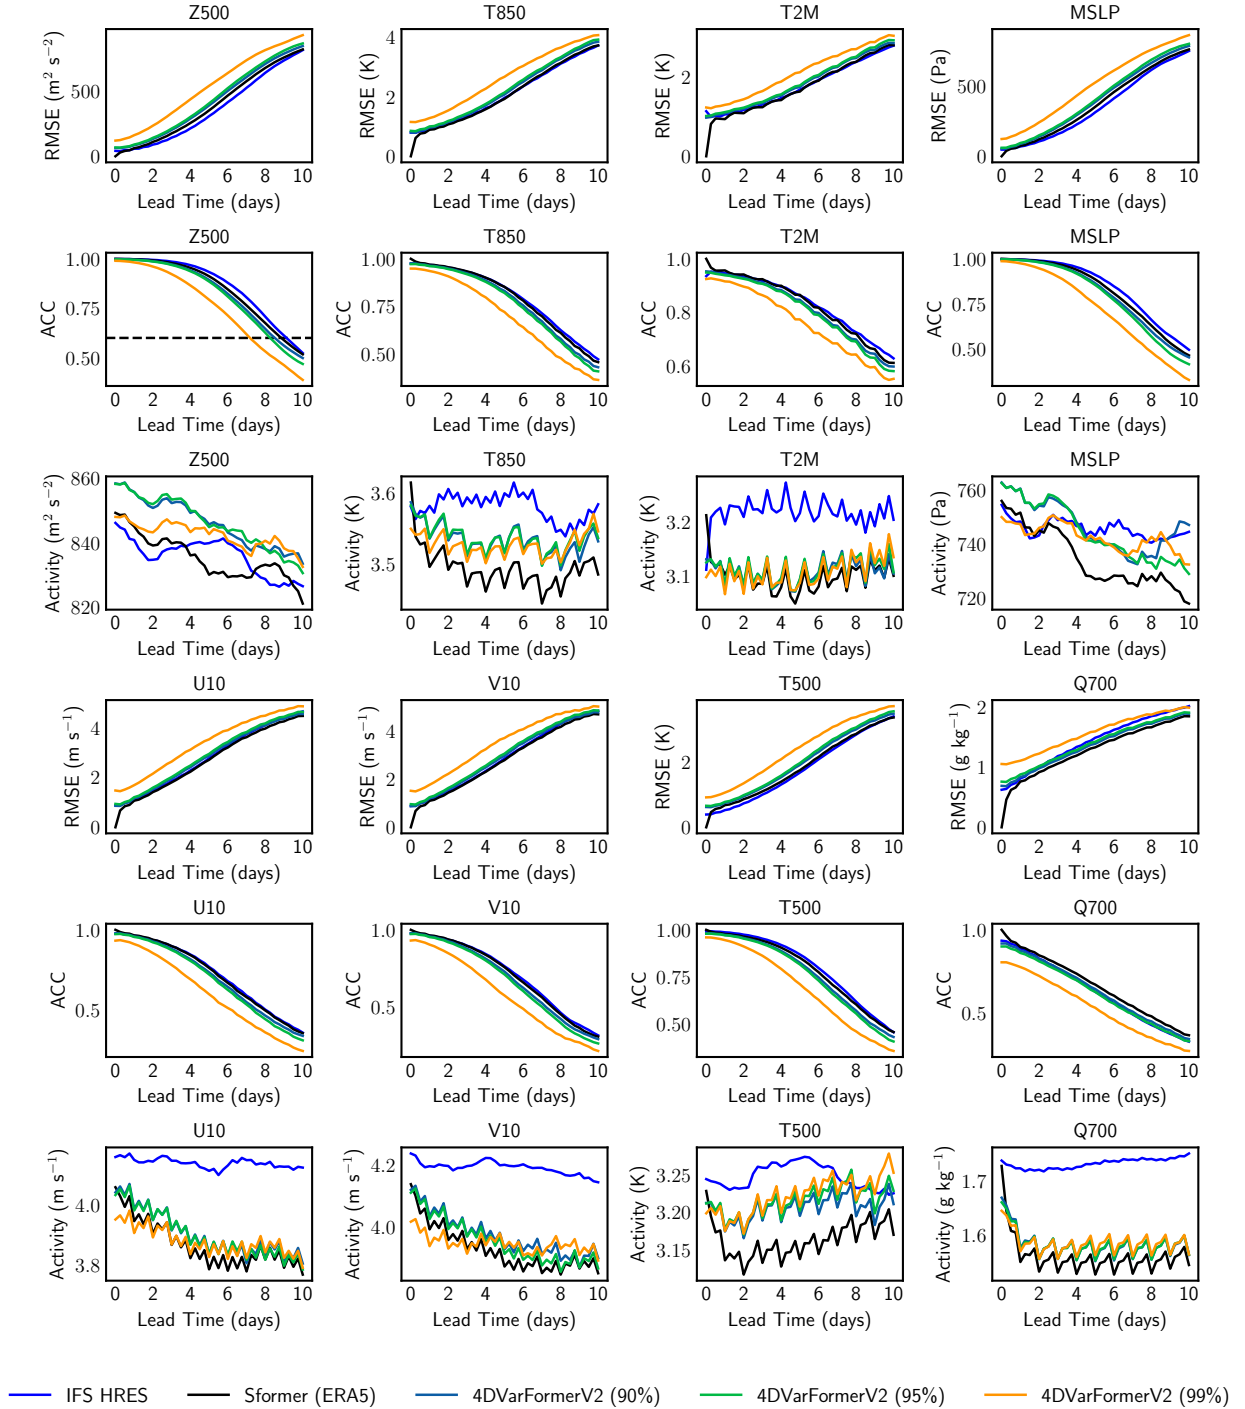 Z500 T850 T2M MSLP
RMSE (m² s⁻²) 500 0 0 2 4 6 8 10 Lead Time (days)
RMSE (K) 4 2 0 0 2 4 6 8 10 Lead Time (days)
RMSE (K) 2 0 0 2 4 6 8 10 Lead Time (days)
RMSE (Pa) 500 0 0 2 4 6 8 10 Lead Time (days)
Z500 T850 T2M MSLP
ACC 1.00 0.75 0.50 0 2 4 6 8 10 Lead Time (days)
ACC 1.00 0.75 0.50 0 2 4 6 8 10 Lead Time (days)
ACC 1.0 0.8 0.6 0 2 4 6 8 10 Lead Time (days)
ACC 1.00 0.75 0.50 0 2 4 6 8 10 Lead Time (days)
Z500 T850 T2M MSLP
Activity (m² s⁻²) 860 840 820 0 2 4 6 8 10 Lead Time (days)
Activity (K) 3.6 3.5 0 2 4 6 8 10 Lead Time (days)
Activity (K) 3.2 3.1 0 2 4 6 8 10 Lead Time (days)
Activity (Pa) 760 740 720 0 2 4 6 8 10 Lead Time (days)
U10 V10 T500 Q700
RMSE (m s⁻¹) 4 2 0 0 2 4 6 8 10 Lead Time (days)
RMSE (m s⁻¹) 4 2 0 0 2 4 6 8 10 Lead Time (days)
RMSE (K) 2 0 0 2 4 6 8 10 Lead Time (days)
RMSE (g kg⁻¹) 2 1 0 0 2 4 6 8 10 Lead Time (days)
U10 V10 T500 Q700
ACC 1.0 0.5 0 2 4 6 8 10 Lead Time (days)
ACC 1.0 0.5 0 2 4 6 8 10 Lead Time (days)
ACC 1.00 0.75 0.50 0 2 4 6 8 10 Lead Time (days)
ACC 1.0 0.5 0 2 4 6 8 10 Lead Time (days)
U10 V10 T500 Q700
Activity (m s⁻¹) 4.0 3.8 0 2 4 6 8 10 Lead Time (days)
Activity (m s⁻¹) 4.2 4.0 0 2 4 6 8 10 Lead Time (days)
Activity (K) 3.25 3.20 3.15 0 2 4 6 8 10 Lead Time (days)
Activity (g kg⁻¹) 1.7 1.6 0 2 4 6 8 10 Lead Time (days)
IFS HRES Sformer (ERA5) 4DVarFormerV2 (90%) 4DVarFormerV2 (95%) 4DVarFormerV2 (99%)